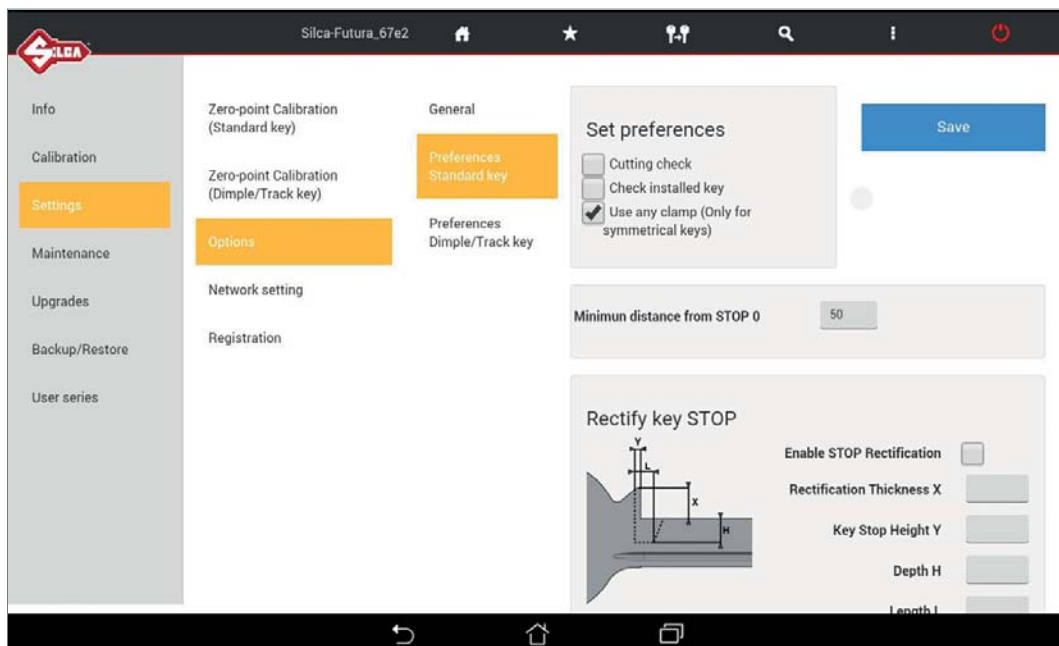 SILCA
Silca-Futura_67e2
Info
Calibration
Settings
Maintenance
Upgrades
Backup/Restore
User series
Zero-point Calibration
(Standard key)
Zero-point Calibration
(Dimple/Track key)
Options
Network setting
Registration
General
Preferences
Standard key
Preferences
Dimple/Track key
Set preferences
Cutting check
Check installed key
Use any clamp (Only for
symmetrical keys)
Save
Minimun distance from STOP 0
50
Rectify key STOP
Y
L
X
H
Enable STOP Rectification
Rectification Thickness X
Key Stop Height Y
Depth H
Length L